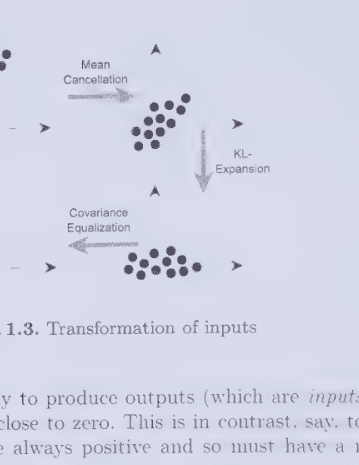 Mean
Cancellation
KL-
Expansion
Covariance
Equalization
1.3. Transformation of inputs
to produce outputs (which are inputs
close to zero. This is in contrast, say, to
always positive and so must have a